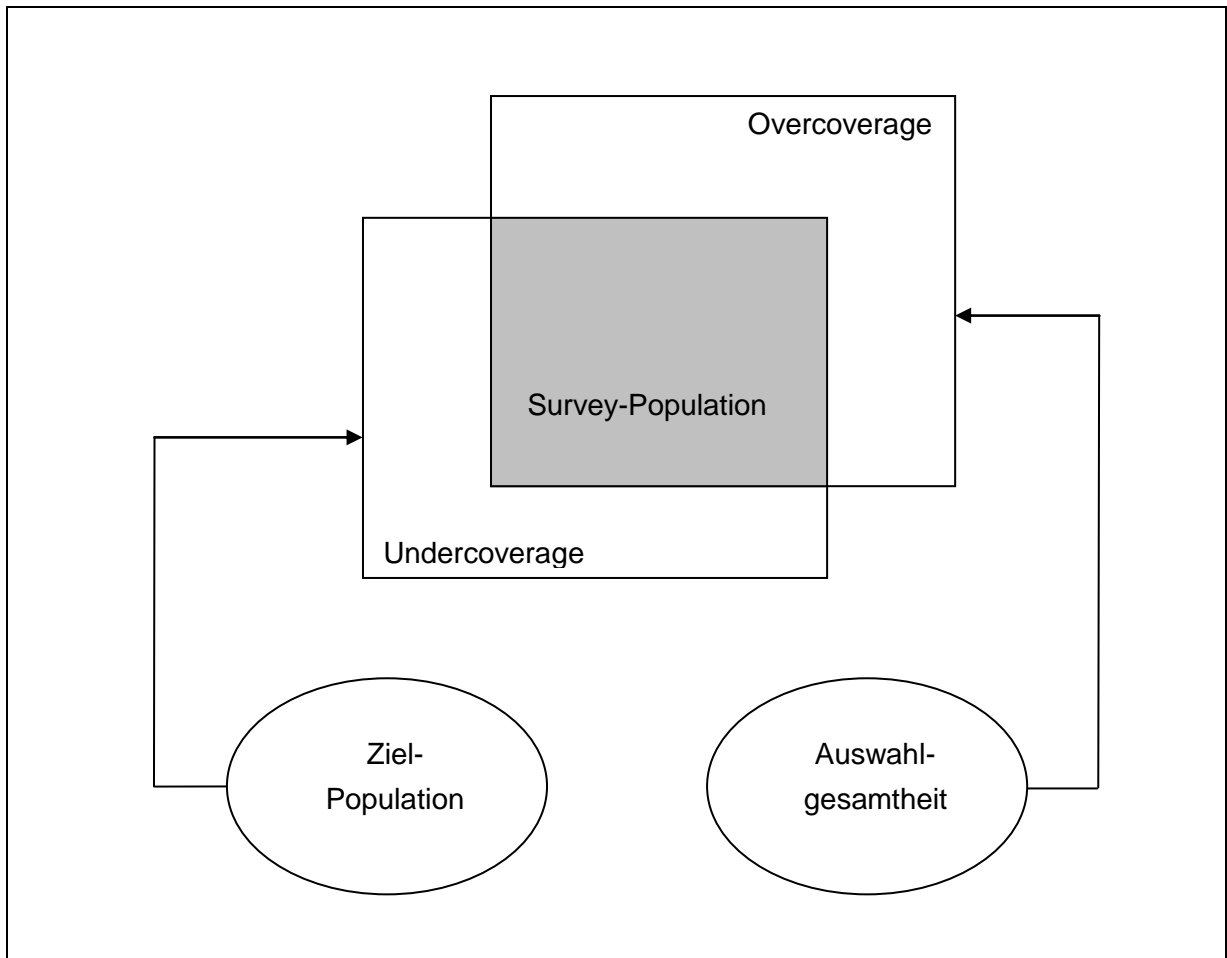 Overcoverage
Survey-Population
Undercoverage
Ziel-
Population
Auswahl-
gesamtheit